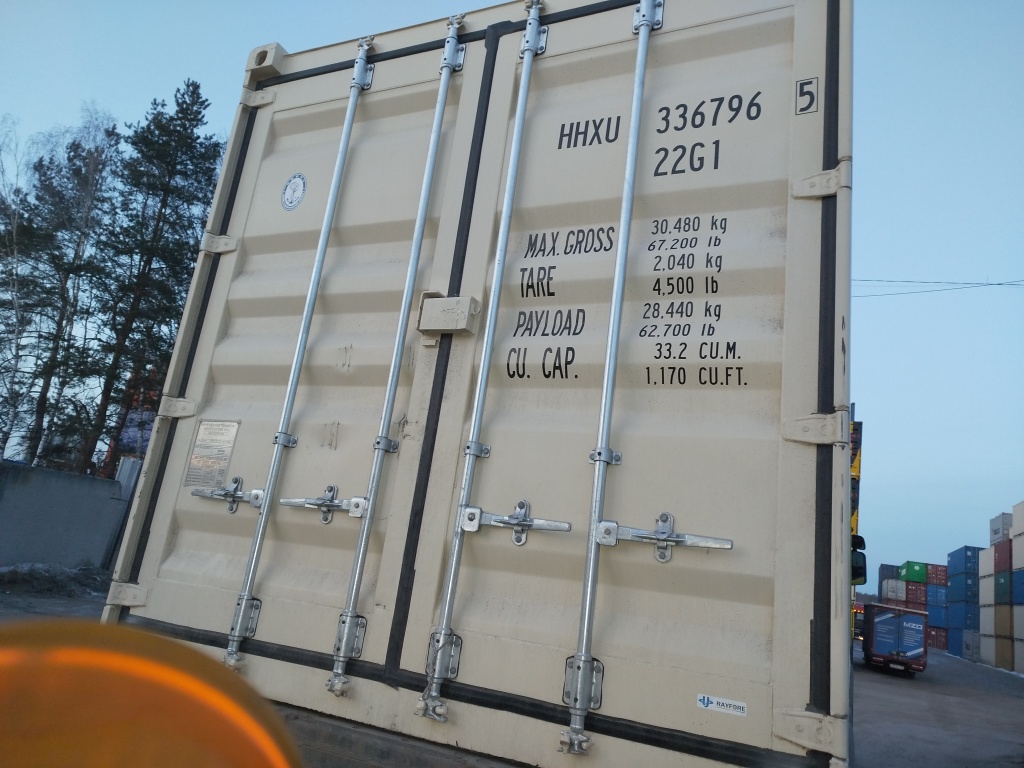 HHXU 336796 5
22G1
MAX. GROSS 30.480 kg
67.200 lb
TARE 2,040 kg
4,500 lb
PAYLOAD 28,440 kg
62.700 lb
CU. CAP. 33.2 CU.M.
1.170 CU.FT.
RAYFORE
MZD